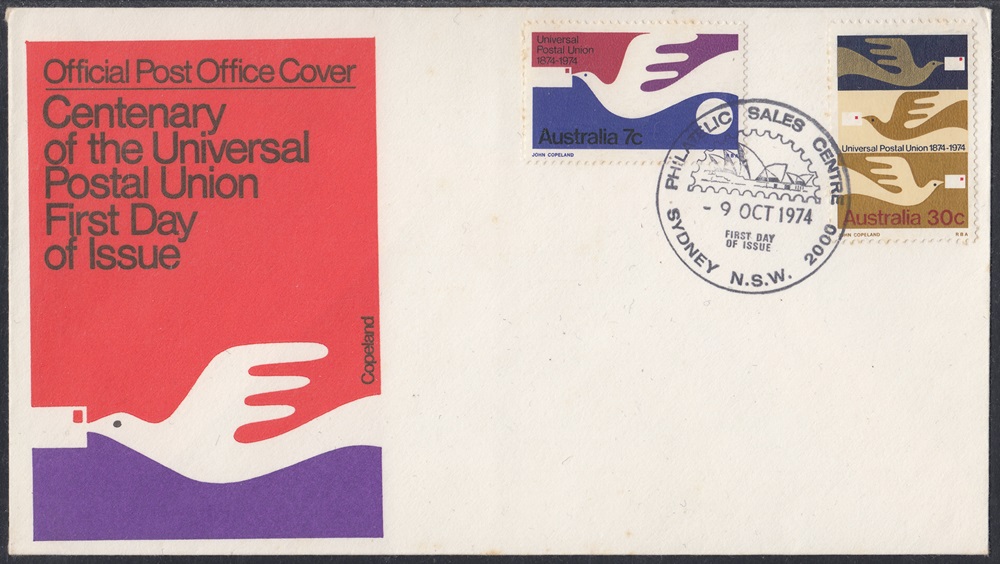 Official Post Office Cover
Centenary
of the Universal
Postal Union
First Day
of Issue
Copeland
Universal
Postal Union
1874-1974
Australia 7c
JOHN COPELAND
R.B.A.
Universal Postal Union 1874-1974
Australia 30c
JOHN COPELAND
R B A
PHILATELIC SALES CENTRE
- 9 OCT 1974
FIRST DAY
OF ISSUE
SYDNEY N.S.W. 2000